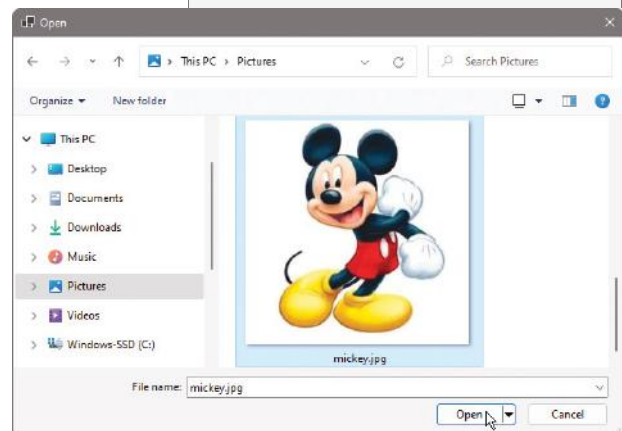 Open
This PC > Pictures
Search Pictures
Organize
New folder
This PC
Desktop
Documents
Downloads
Music
Pictures
Videos
Windows-SSD (C:)
mickey.jpg
File name: mickey.jpg
Open
Cancel